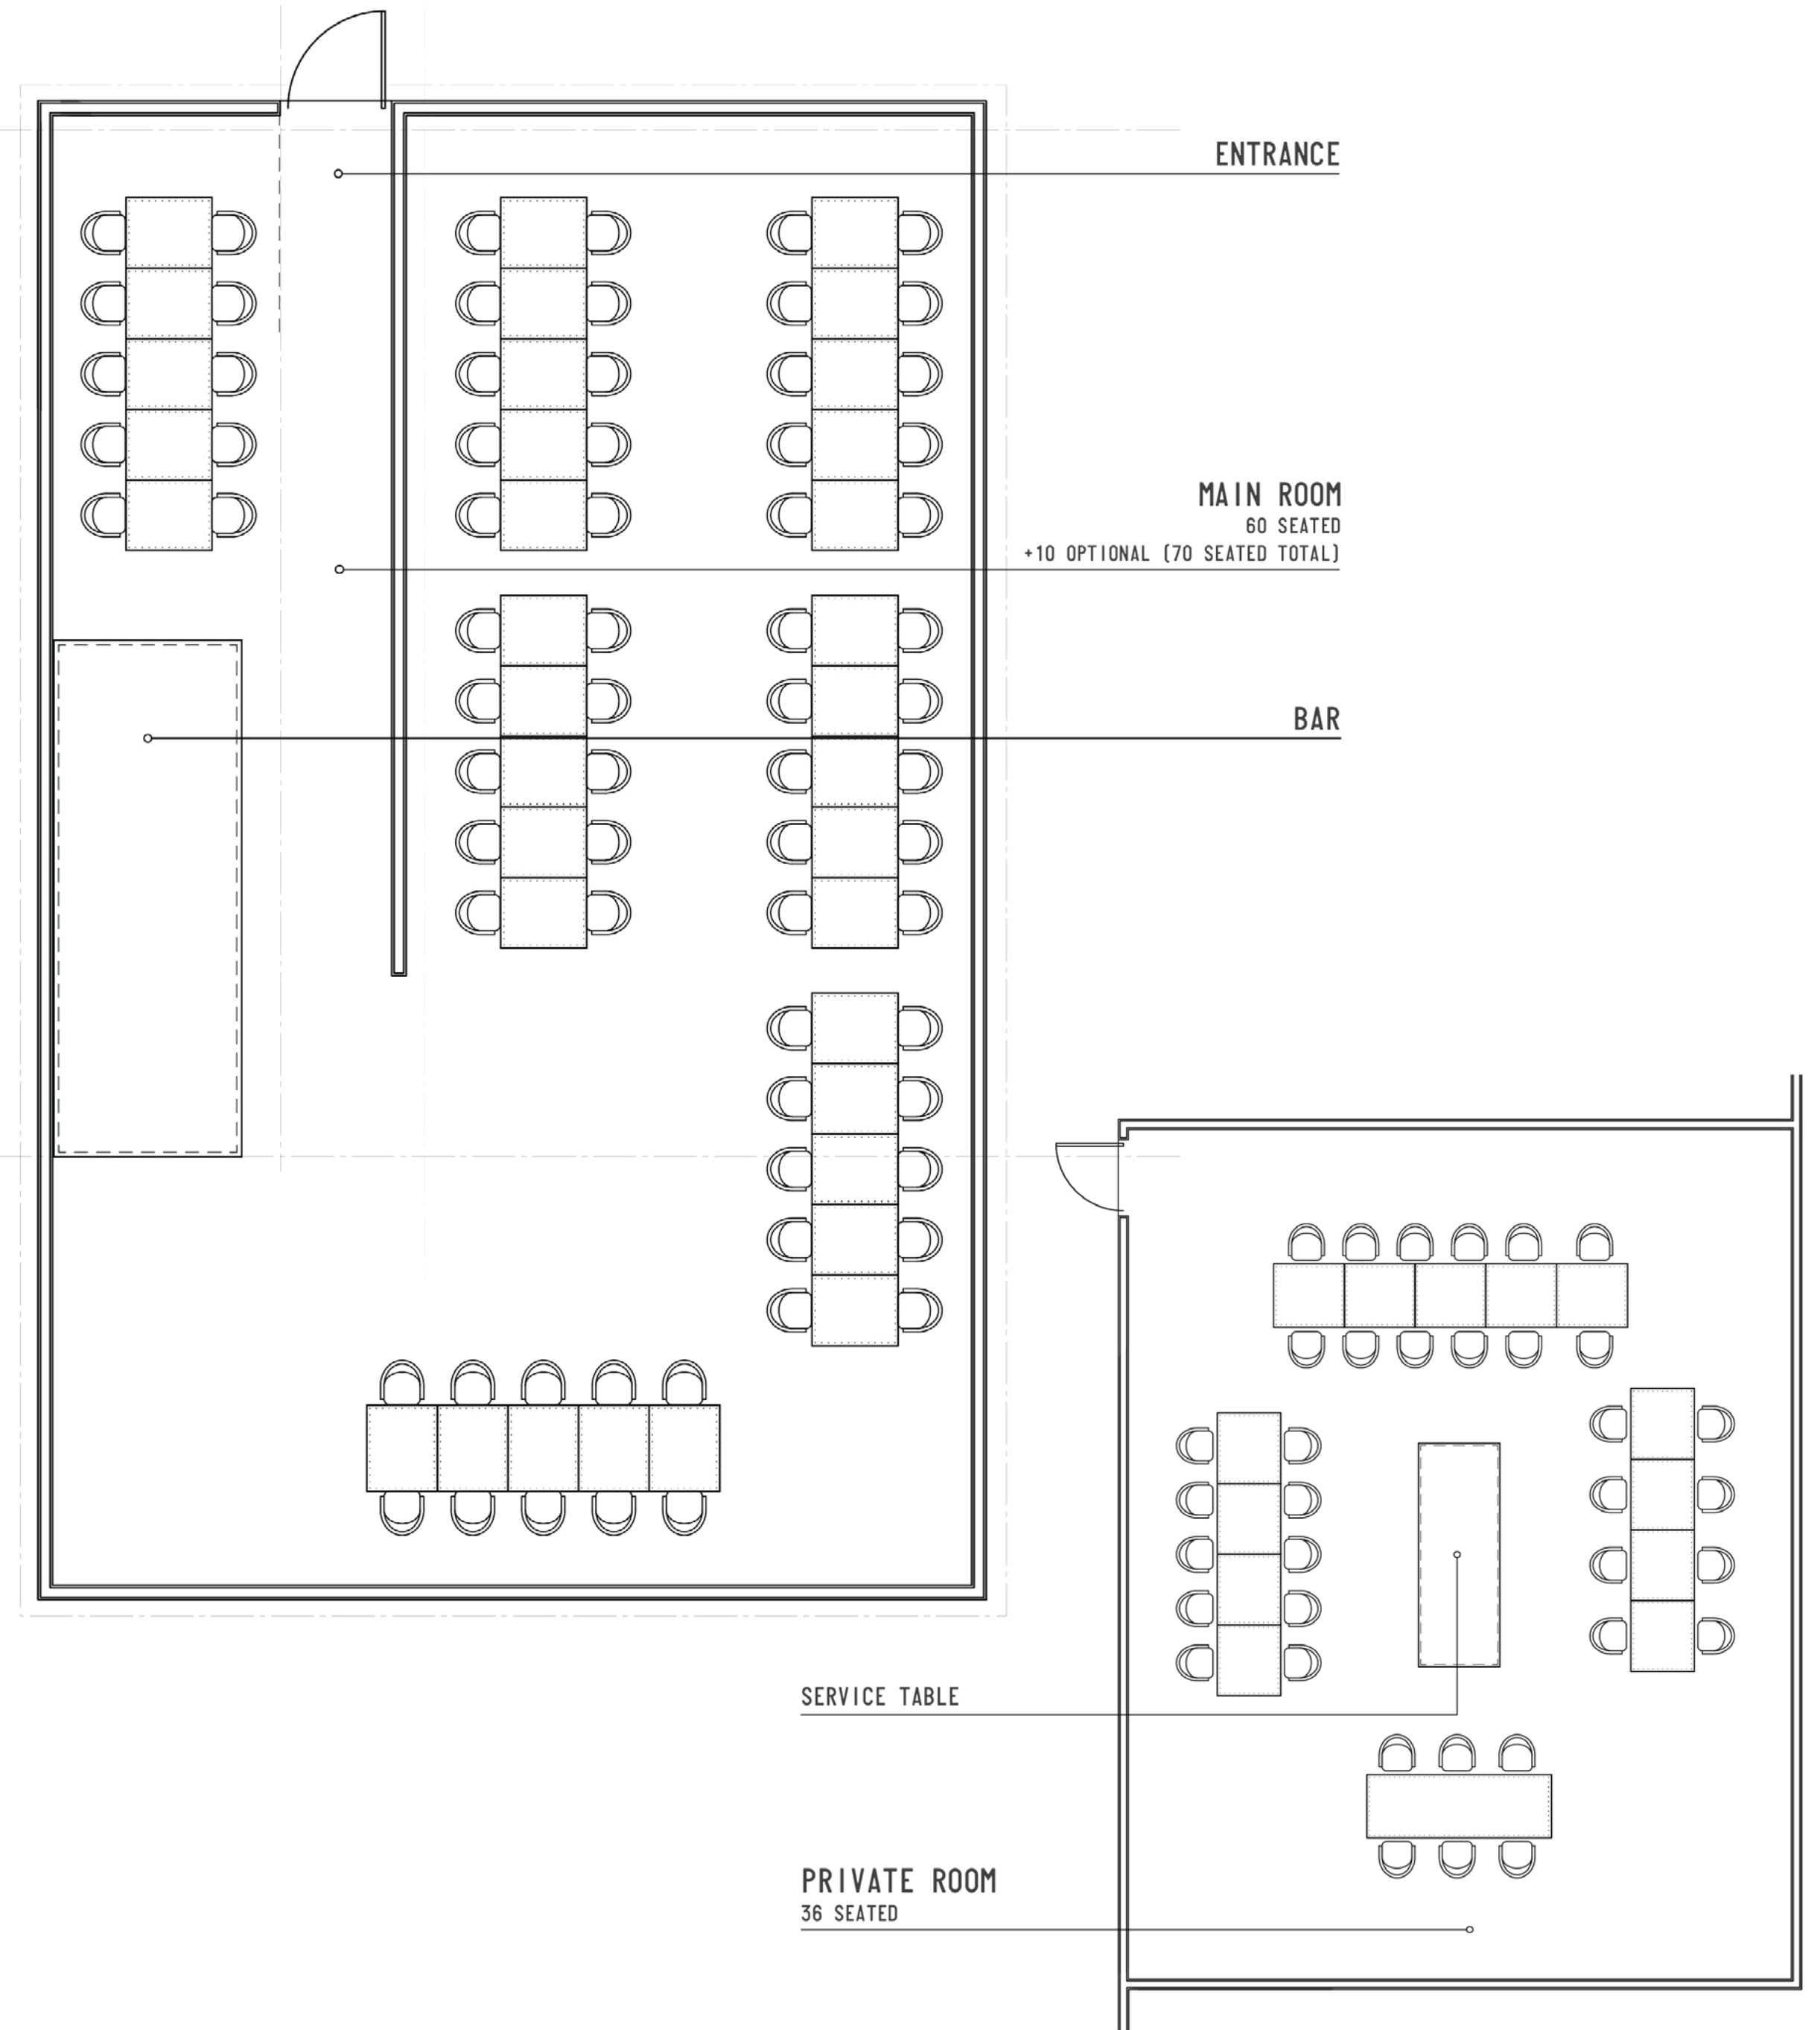 ENTRANCE
MAIN ROOM
60 SEATED
+10 OPTIONAL (70 SEATED TOTAL)
BAR
SERVICE TABLE
PRIVATE ROOM
36 SEATED